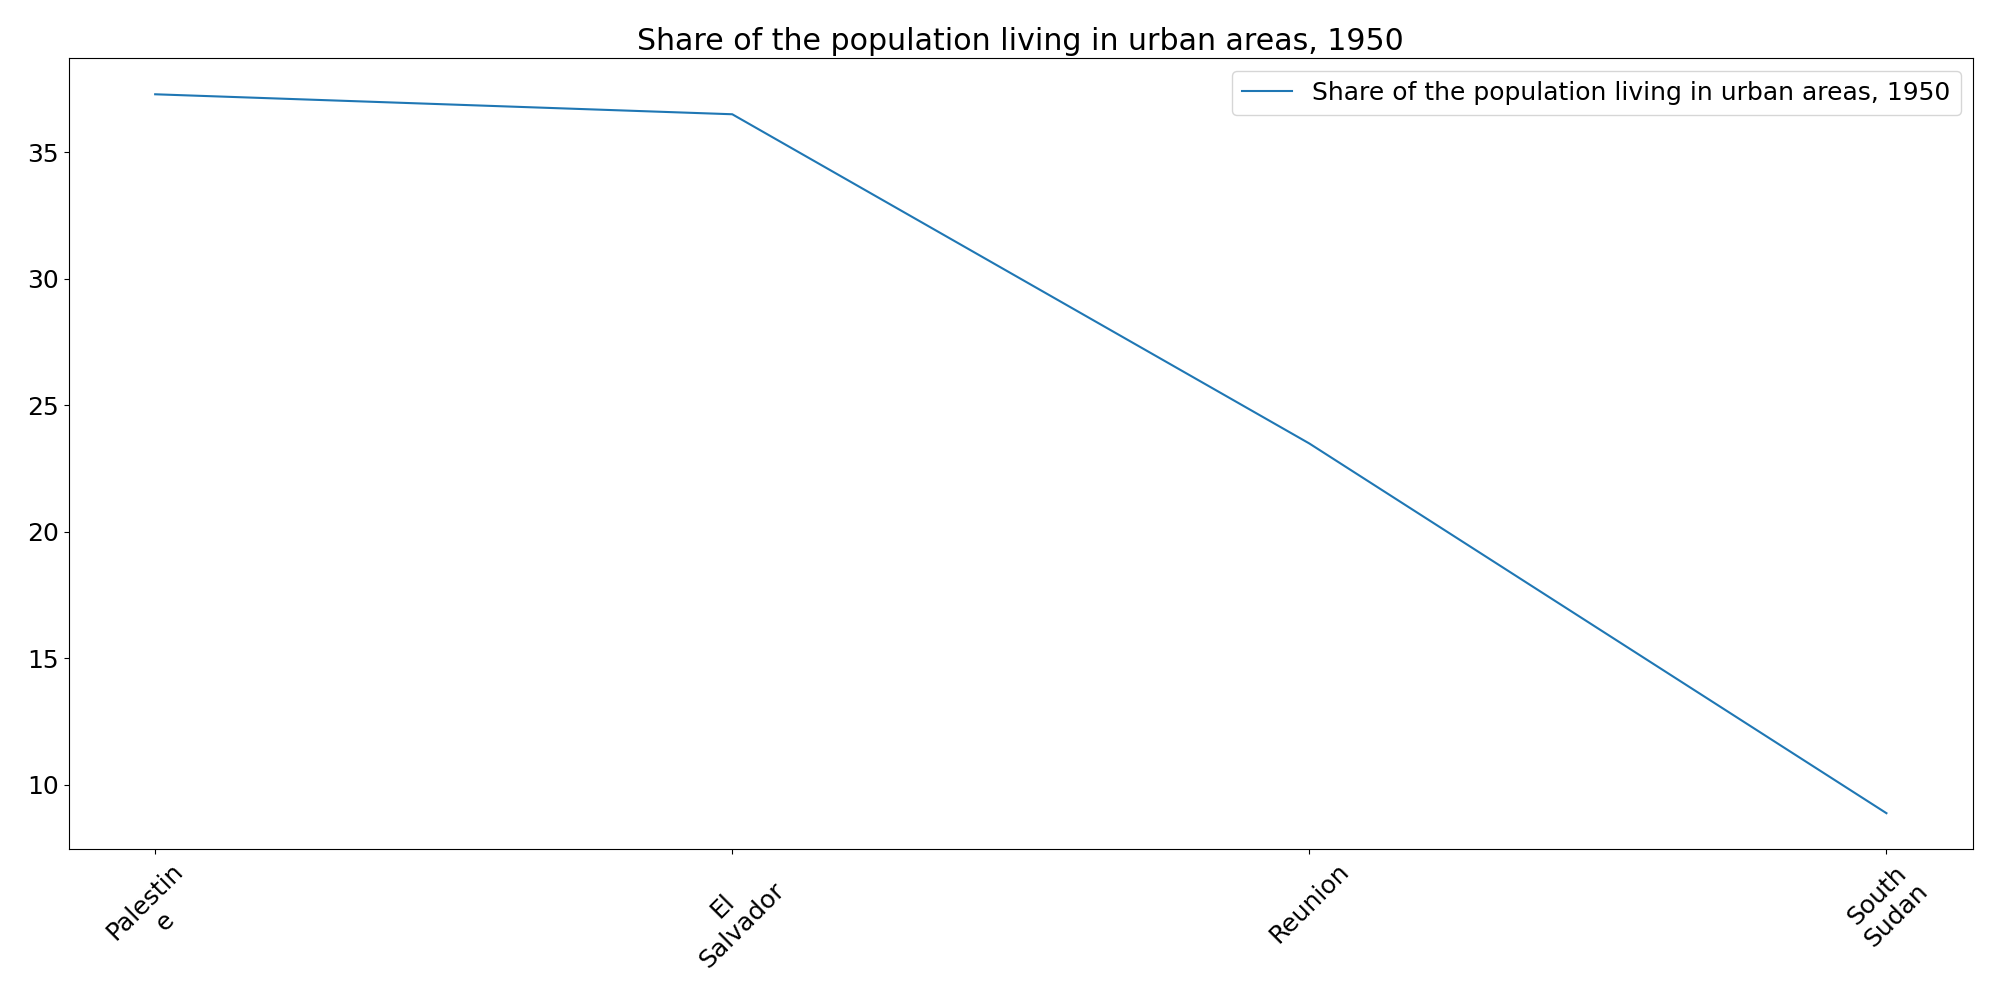 Share of the population living in urban areas, 1950
Share of the population living in urban areas, 1950
35
30
25
20
15
10
Palestin
e
El
Salvador
Reunion
South
Sudan